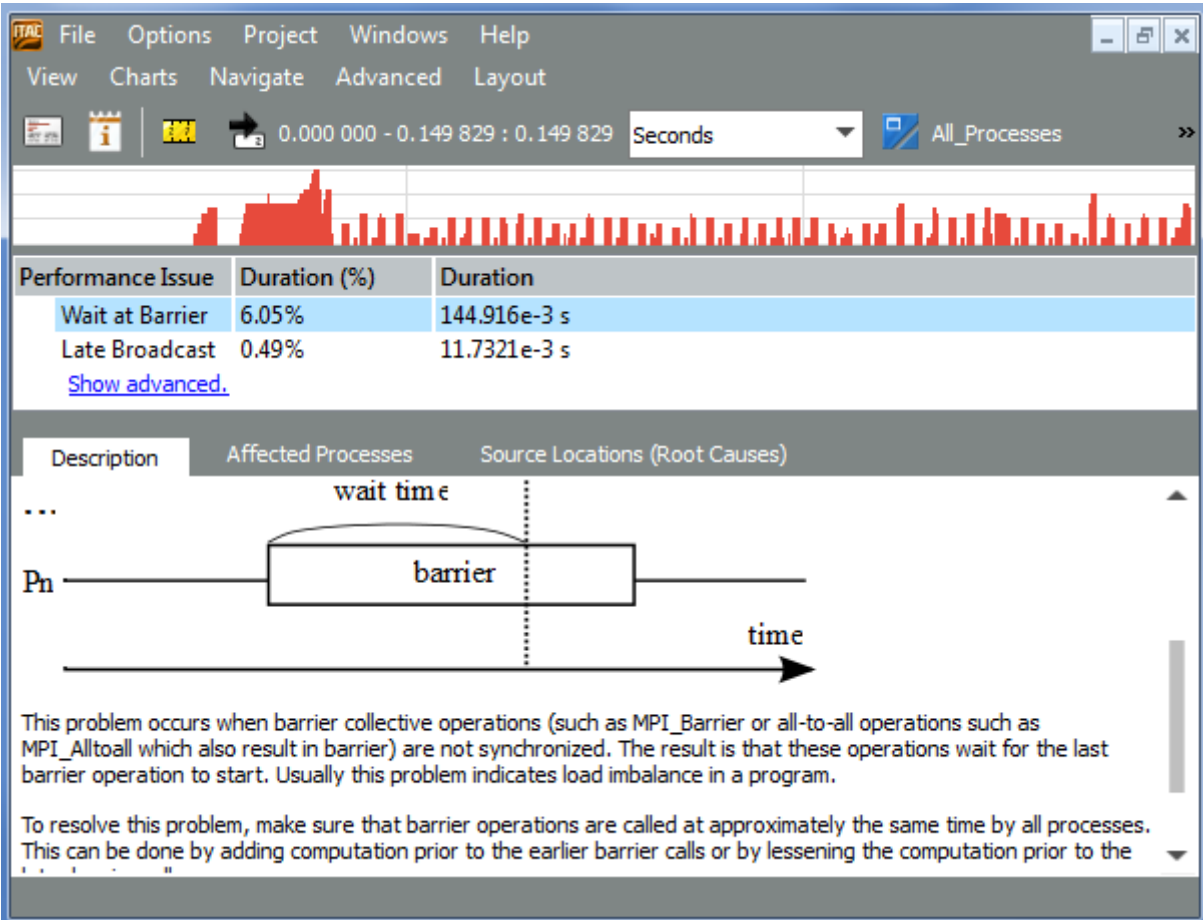 ITAC File Options Project Windows Help
View Charts Navigate Advanced Layout
0.000 000 - 0.149 829 : 0.149 829 Seconds All_Processes »
Performance Issue Duration (%) Duration
Wait at Barrier 6.05% 144.916e-3 s
Late Broadcast 0.49% 11.7321e-3 s
Show advanced.
Description Affected Processes Source Locations (Root Causes)
wait time
...
barrier
Pn
time
This problem occurs when barrier collective operations (such as MPI_Barrier or all-to-all operations such as
MPI_Alltoall which also result in barrier) are not synchronized. The result is that these operations wait for the last
barrier operation to start. Usually this problem indicates load imbalance in a program.
To resolve this problem, make sure that barrier operations are called at approximately the same time by all processes.
This can be done by adding computation prior to the earlier barrier calls or by lessening the computation prior to the